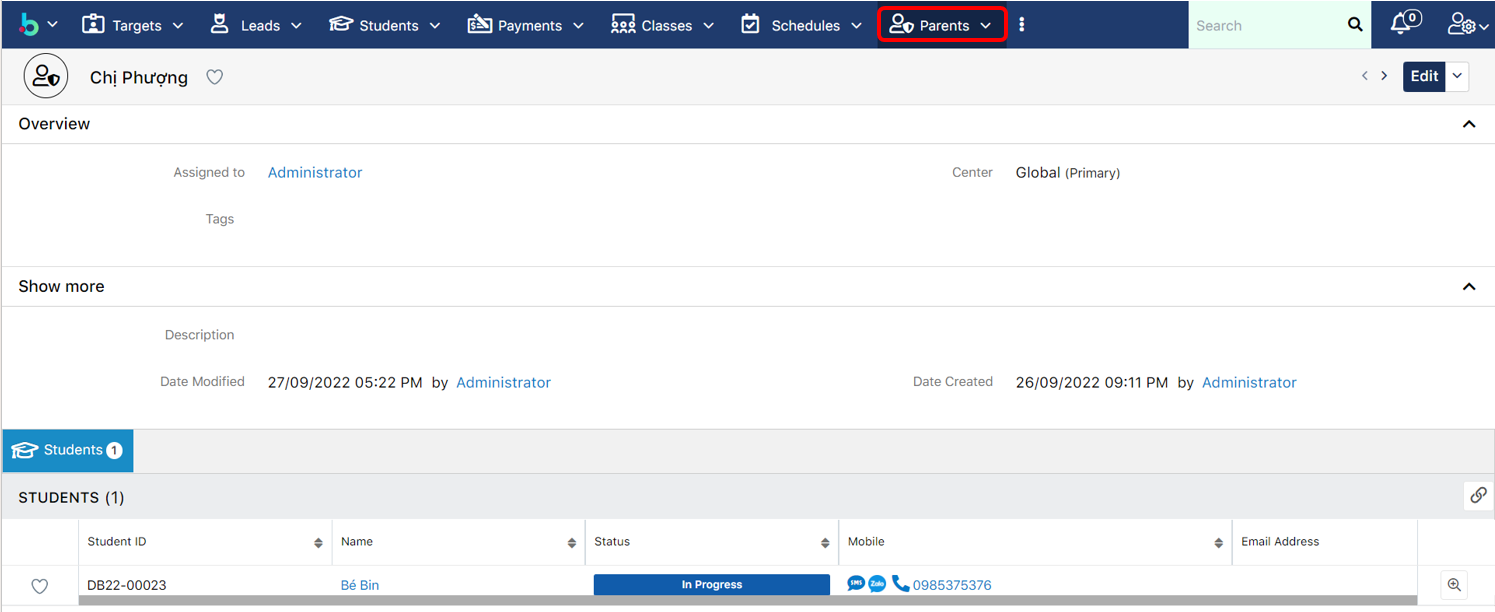 Targets Leads Students Payments Classes Schedules Parents Search 0
Chị Phượng Edit
Overview
Assigned to Administrator Center Global (Primary)
Tags
Show more
Description
Date Modified 27/09/2022 05:22 PM by Administrator Date Created 26/09/2022 09:11 PM by Administrator
Students 1
STUDENTS (1)
Student ID Name Status Mobile Email Address
DB22-00023 Bé Bin In Progress SMS Zalo 0985375376